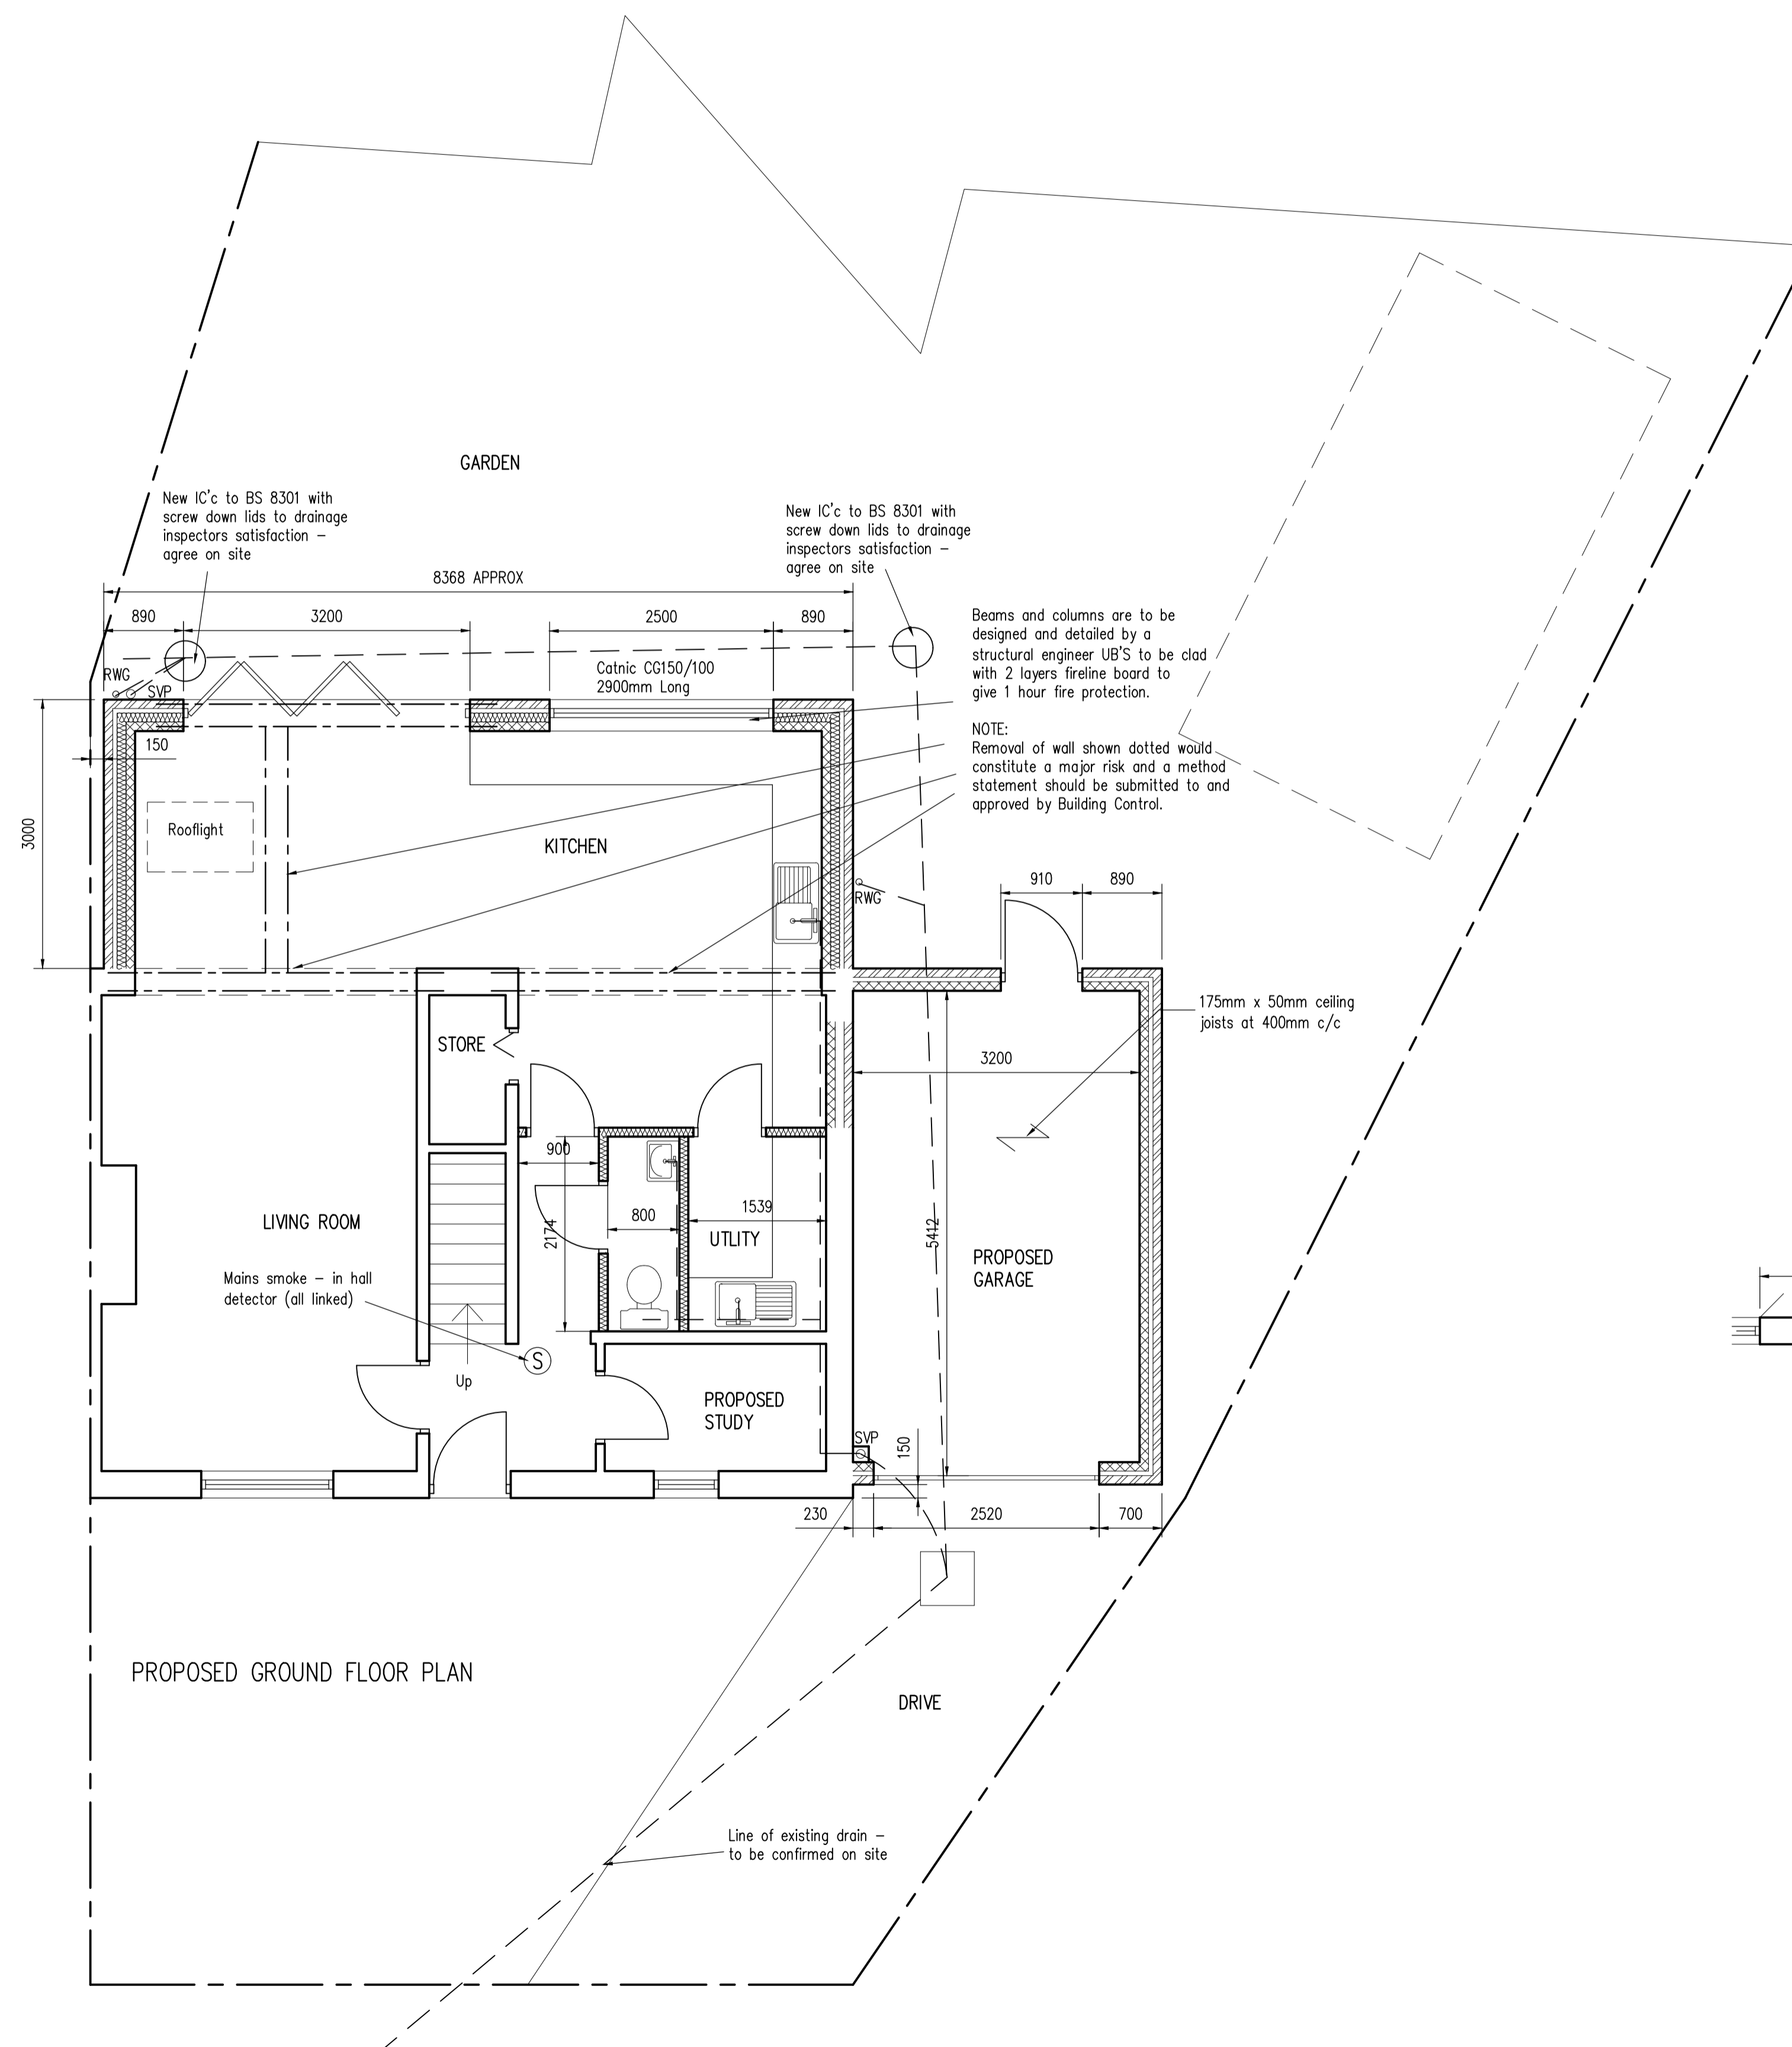 GARDEN
New IC'c to BS 8301 with
screw down lids to drainage
inspectors satisfaction –
agree on site
New IC'c to BS 8301 with
screw down lids to drainage
inspectors satisfaction –
agree on site
8368 APPROX
890
3200
2500
890
Catnic CG150/100
2900mm Long
RWG
SVP
Beams and columns are to be
designed and detailed by a
structural engineer UB'S to be clad
with 2 layers fireline board to
give 1 hour fire protection.
NOTE:
Removal of wall shown dotted would
constitute a major risk and a method
statement should be submitted to and
approved by Building Control.
150
3000
Rooflight
KITCHEN
RWG
910
890
175mm x 50mm ceiling
joists at 400mm c/c
STORE
3200
900
2174
800
1539
UTLITY
5412
LIVING ROOM
PROPOSED
GARAGE
Mains smoke – in hall
detector (all linked)
S
Up
PROPOSED
STUDY
SVP
150
230
2520
700
PROPOSED GROUND FLOOR PLAN
DRIVE
Line of existing drain –
to be confirmed on site